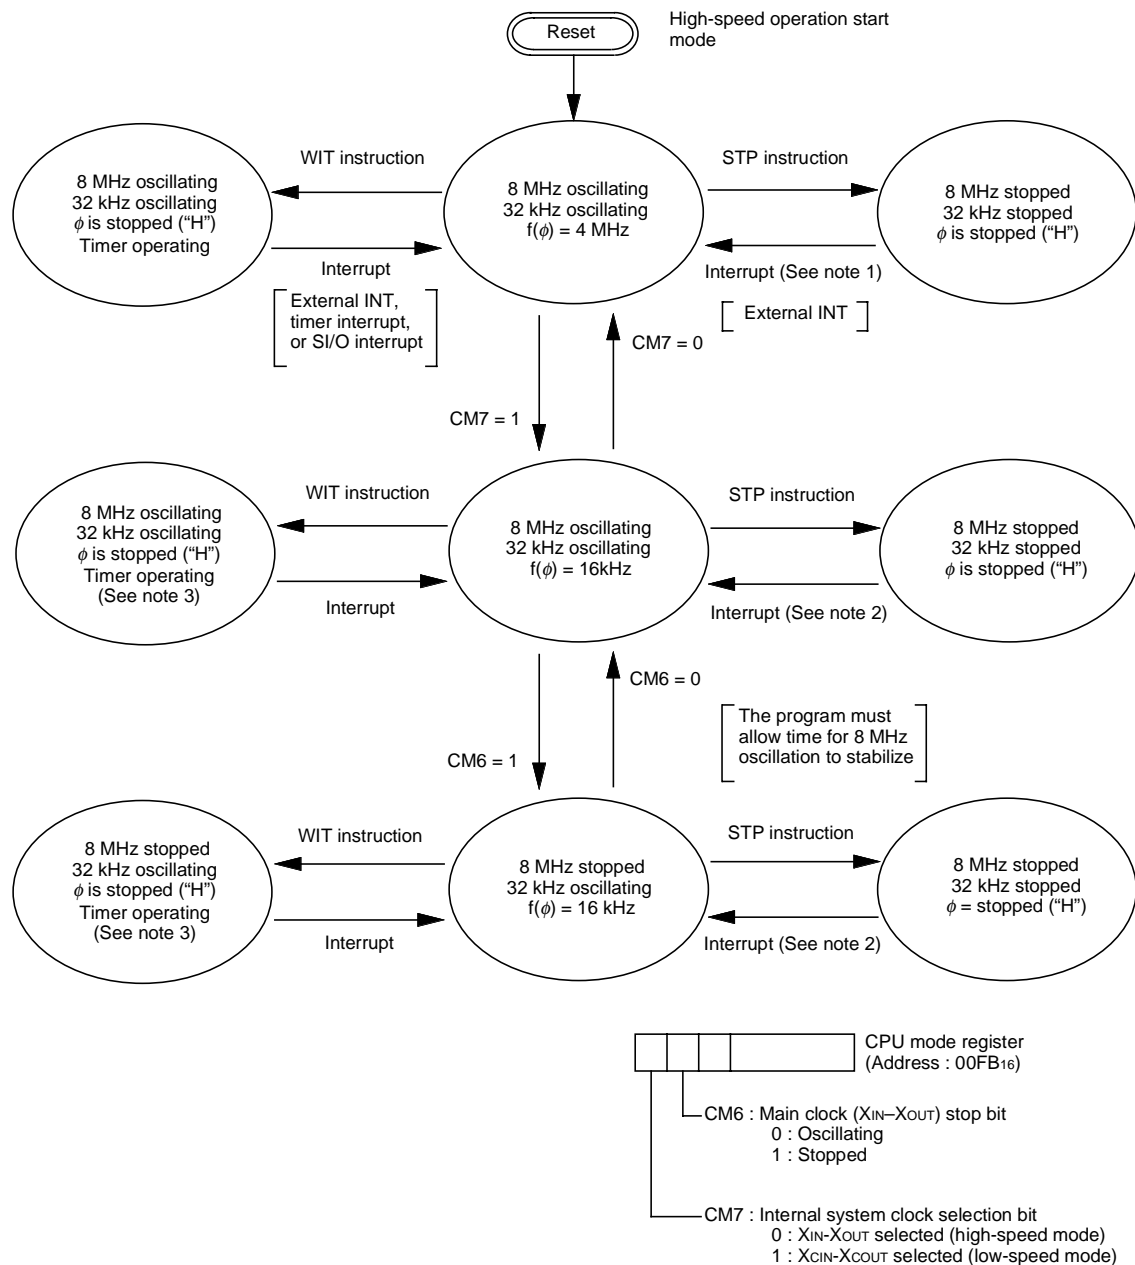 Reset
High-speed operation start
mode
WIT instruction
STP instruction
8 MHz oscillating
32 kHz oscillating
ϕ is stopped (“H”)
Timer operating
8 MHz oscillating
32 kHz oscillating
f(ϕ) = 4 MHz
8 MHz stopped
32 kHz stopped
ϕ is stopped (“H”)
Interrupt
Interrupt (See note 1)
External INT,
timer interrupt,
or SI/O interrupt
External INT
CM7 = 0
CM7 = 1
WIT instruction
STP instruction
8 MHz oscillating
32 kHz oscillating
ϕ is stopped (“H”)
Timer operating
(See note 3)
8 MHz oscillating
32 kHz oscillating
f(ϕ) = 16kHz
8 MHz stopped
32 kHz stopped
ϕ is stopped (“H”)
Interrupt
Interrupt (See note 2)
CM6 = 0
The program must
allow time for 8 MHz
oscillation to stabilize
CM6 = 1
WIT instruction
STP instruction
8 MHz stopped
32 kHz oscillating
ϕ is stopped (“H”)
Timer operating
(See note 3)
8 MHz stopped
32 kHz oscillating
f(ϕ) = 16 kHz
8 MHz stopped
32 kHz stopped
ϕ = stopped (“H”)
Interrupt
Interrupt (See note 2)
CPU mode register
(Address : 00FB16)
CM6 : Main clock (XIN–XOUT) stop bit
0 : Oscillating
1 : Stopped
CM7 : Internal system clock selection bit
0 : XIN-XOUT selected (high-speed mode)
1 : XCIN-XCOUT selected (low-speed mode)